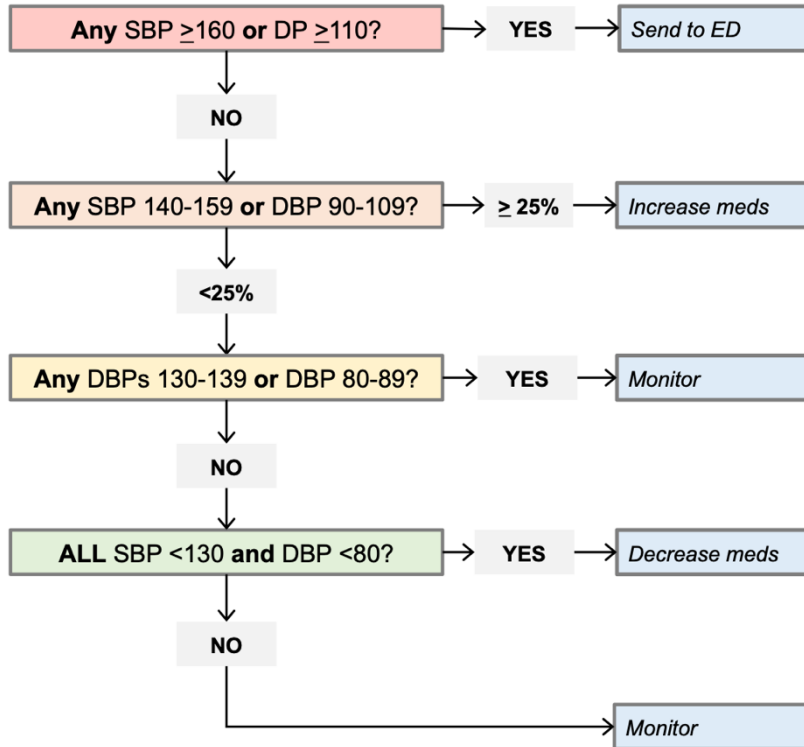 Any SBP ≥160 or DP ≥110?
YES
Send to ED
NO
Any SBP 140-159 or DBP 90-109?
≥ 25%
Increase meds
<25%
Any DBPs 130-139 or DBP 80-89?
YES
Monitor
NO
ALL SBP <130 and DBP <80?
YES
Decrease meds
NO
Monitor